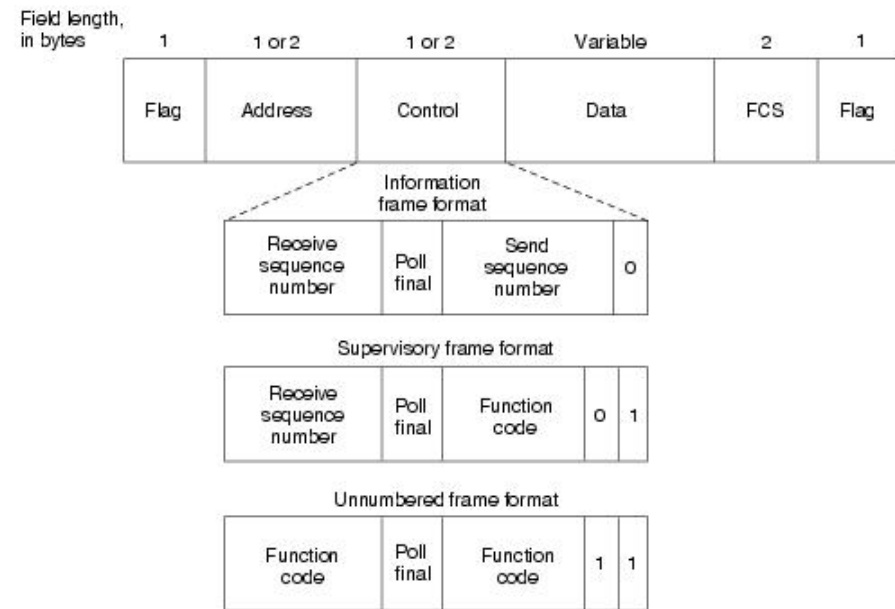 Field length,
in bytes 1 1 or 2 1 or 2 Variable 2 1
Flag Address Control Data FCS Flag
Information
frame format
Receive
sequence
number
Poll
final
Send
sequence
number
0
Supervisory frame format
Receive
sequence
number
Poll
final
Function
code
0 1
Unnumbered frame format
Function
code
Poll
final
Function
code
1 1